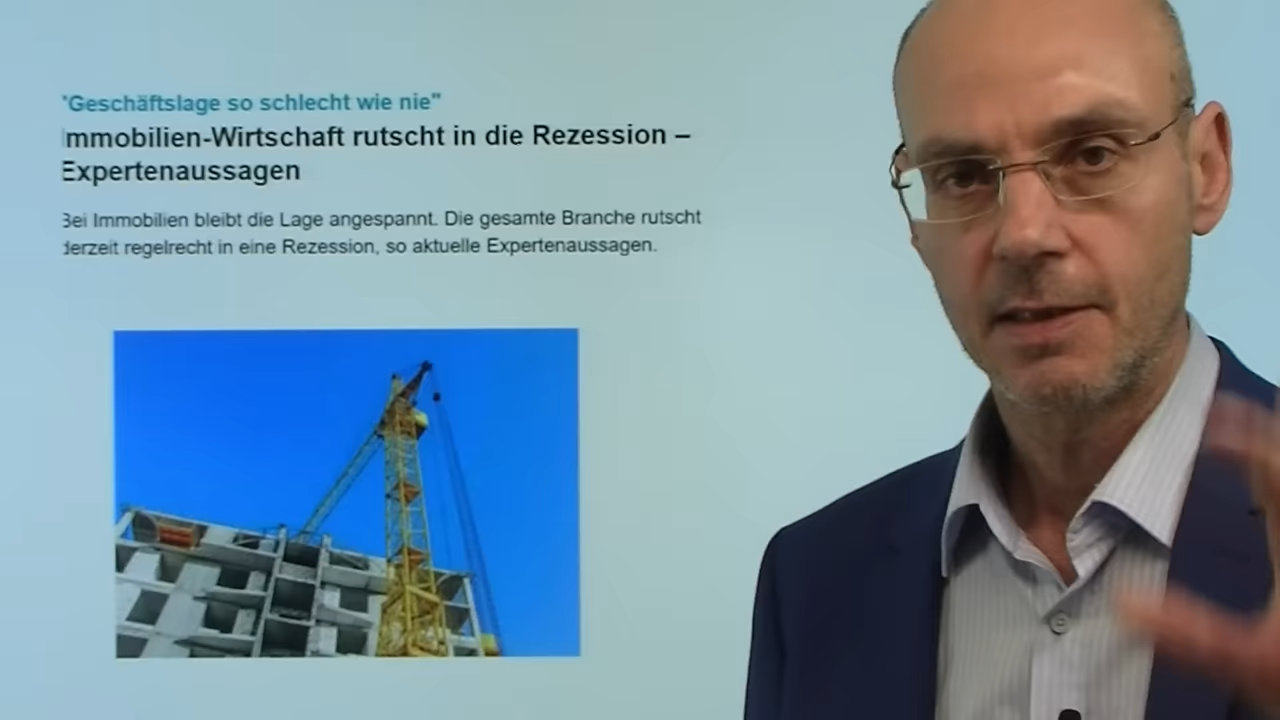 "Geschäftslage so schlecht wie nie"
Immobilien-Wirtschaft rutscht in die Rezession –
Expertenaussagen
Bei Immobilien bleibt die Lage angespannt. Die gesamte Branche rutscht
derzeit regelrecht in eine Rezession, so aktuelle Expertenaussagen.